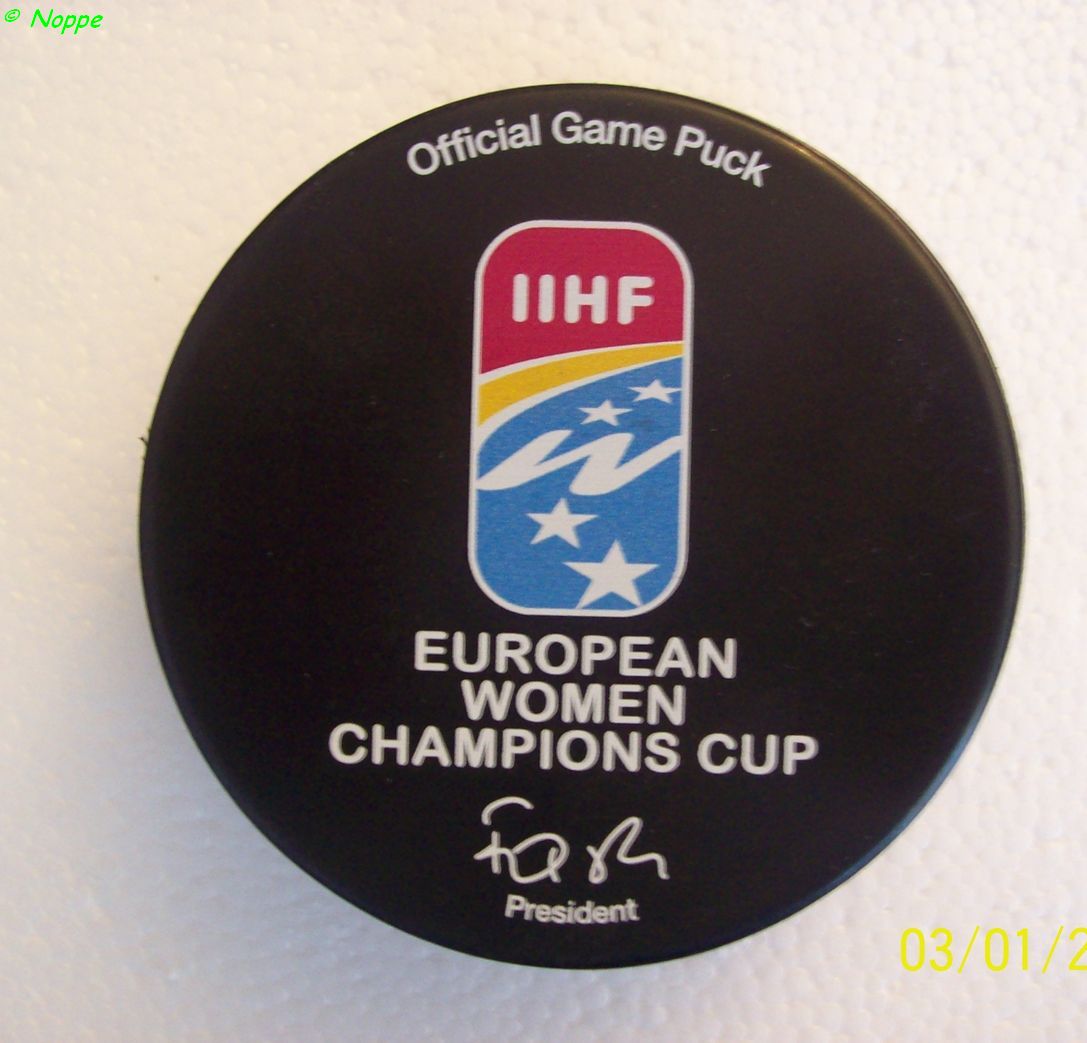 © Noppe
Official Game Puck
IIHF
EUROPEAN
WOMEN
CHAMPIONS CUP
President
03/01/2